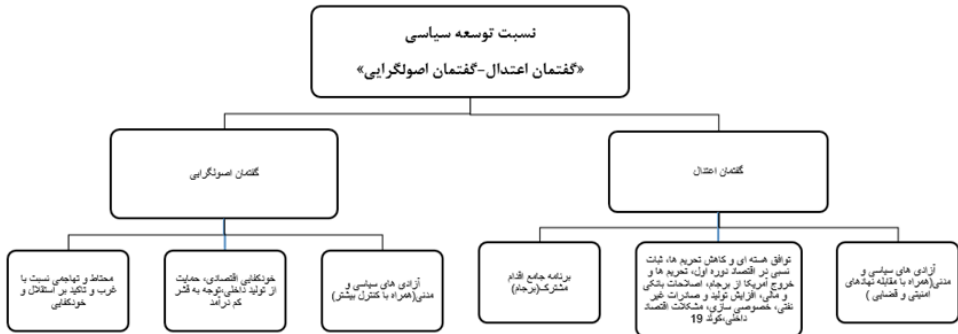 نسبت توسعه سیاسی
«گفتمان اعتدال-گفتمان اصولگرایی»
گفتمان اعتدال
گفتمان اصولگرایی
آزادی های سیاسی و
مدنی(همراه با مقابله نهادهای
امنیتی و قضایی )
توافق هسته ای و کاهش تحریم ها، ثبات
نسبی در اقتصاد دوره اول، تحریم ها و
خروج آمریکا از برجام، اصلاحات بانکی
و مالی، افزایش تولید و صادرات غیر
نفتی، خصوصی سازی، مشکلات اقتصاد
داخلی،کوئد 19
برنامه جامع اقدام
مشترک(برجام)
آزادی های سیاسی و
مدنی(همراه با کنترل بیشتر)
خودکفایی اقتصادی، حمایت
از تولید داخلی،توجه به قشر
کم درآمد
محتاط و تهاجمی نسبت با
غرب و تاکید بر استقلال و
خودکفایی